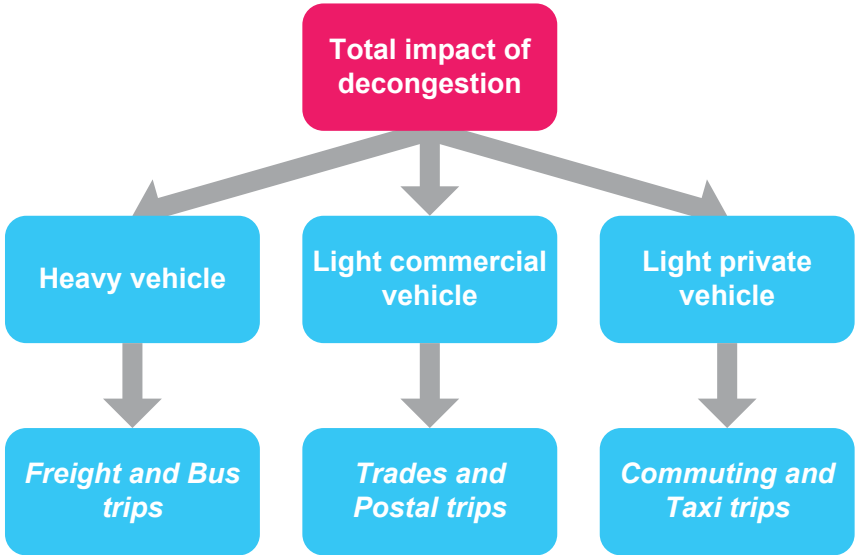 Total impact of
decongestion
Heavy vehicle
Light commercial
vehicle
Light private
vehicle
Freight and Bus
trips
Trades and
Postal trips
Commuting and
Taxi trips